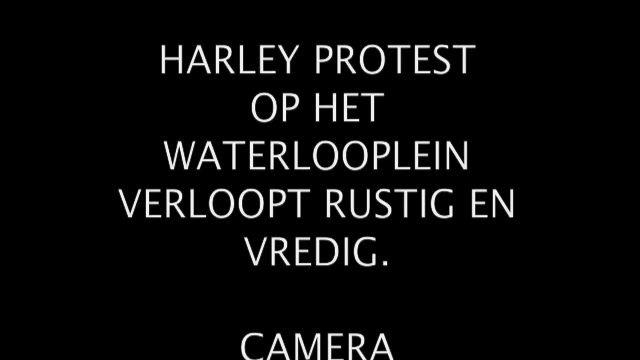 HARLEY PROTEST
OP HET
WATERLOOPLEIN
VERLOOPT RUSTIG EN
VREDIG.
CAMERA